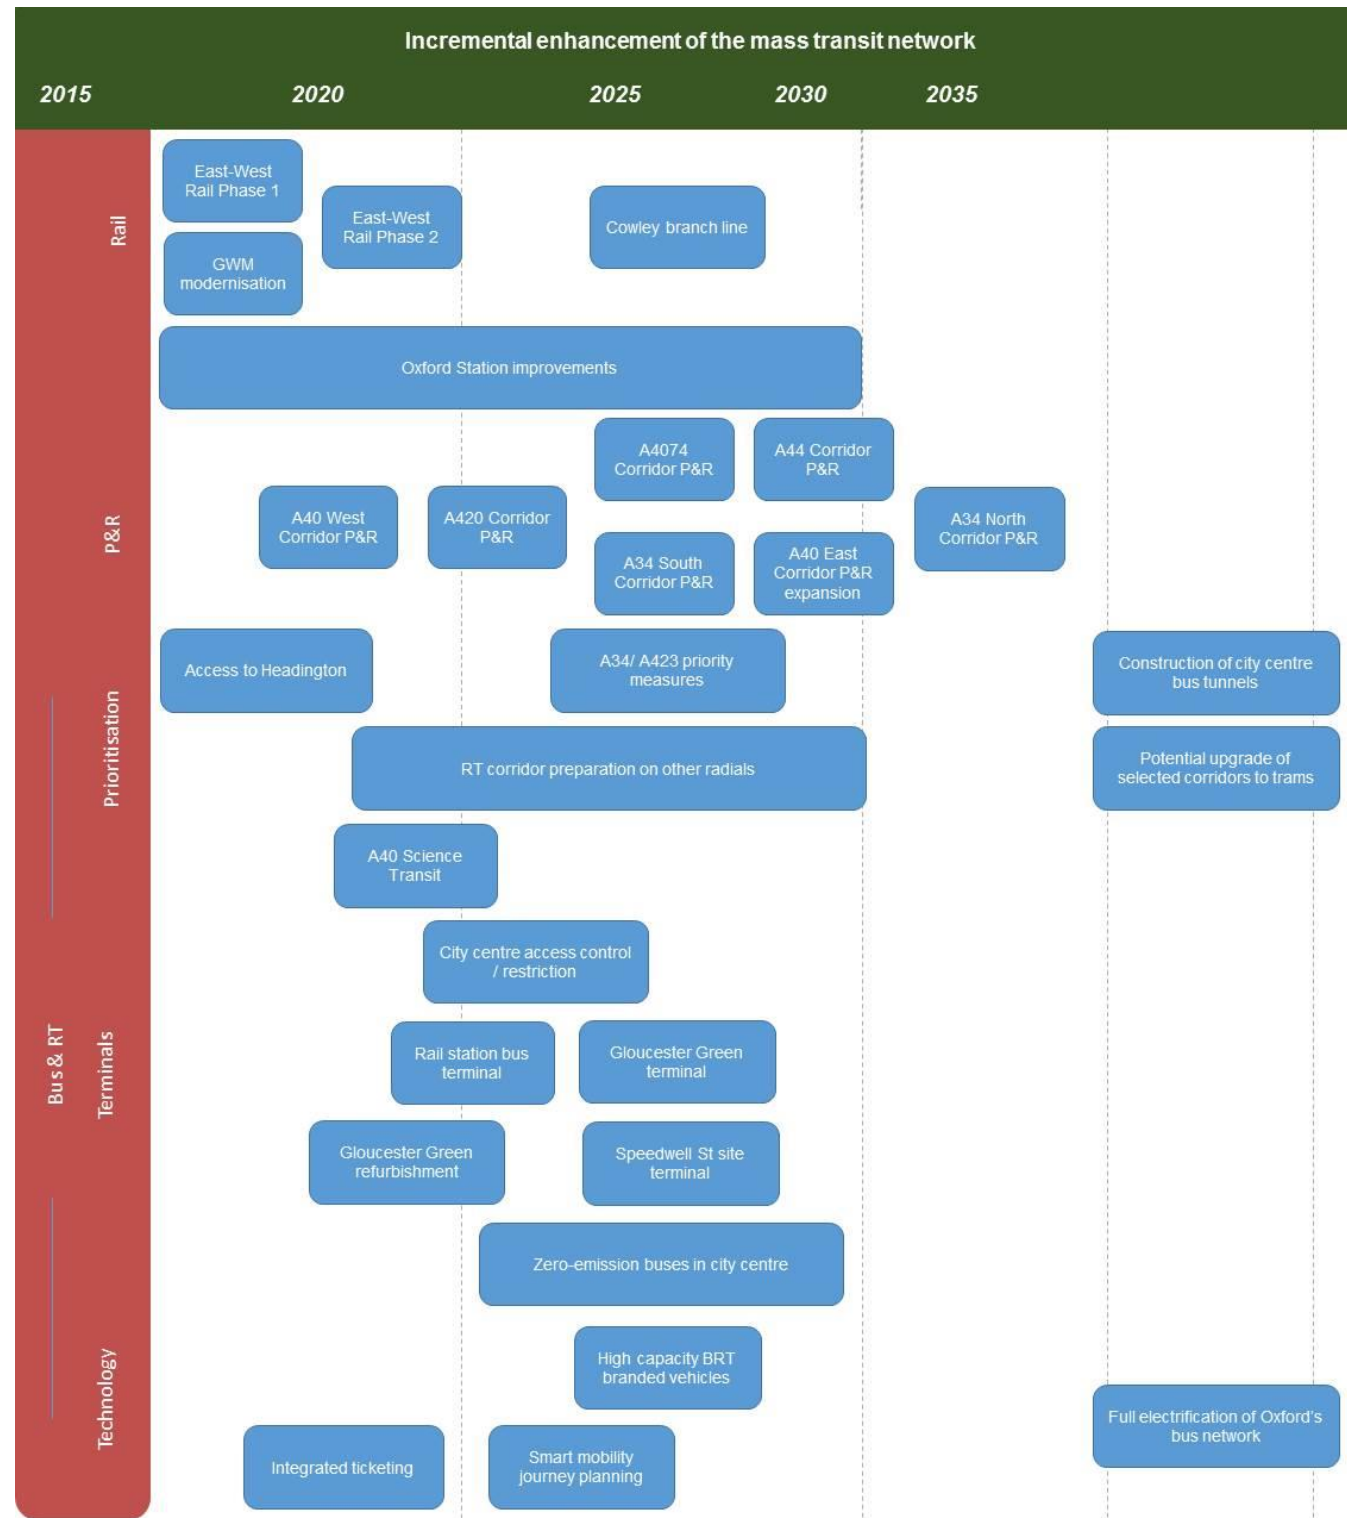 Incremental enhancement of the mass transit network
2015 2020 2025 2030 2035
Rail
East-West
Rail Phase 1
East-West
Rail Phase 2
Cowley branch line
GWM
modernisation
Oxford Station improvements
P&R
A4074
Corridor P&R
A44 Corridor
P&R
A40 West
Corridor P&R
A420 Corridor
P&R
A34 North
Corridor P&R
A34 South
Corridor P&R
A40 East
Corridor P&R
expansion
Bus & RT
Prioritisation
Access to Headington
A34/ A423 priority
measures
Construction of city centre
bus tunnels
RT corridor preparation on other radials
Potential upgrade of
selected corridors to trams
A40 Science
Transit
City centre access control
/ restriction
Terminals
Rail station bus
terminal
Gloucester Green
terminal
Gloucester Green
refurbishment
Speedwell St site
terminal
Technology
Zero-emission buses in city centre
High capacity BRT
branded vehicles
Full electrification of Oxford's
bus network
Integrated ticketing
Smart mobility
journey planning